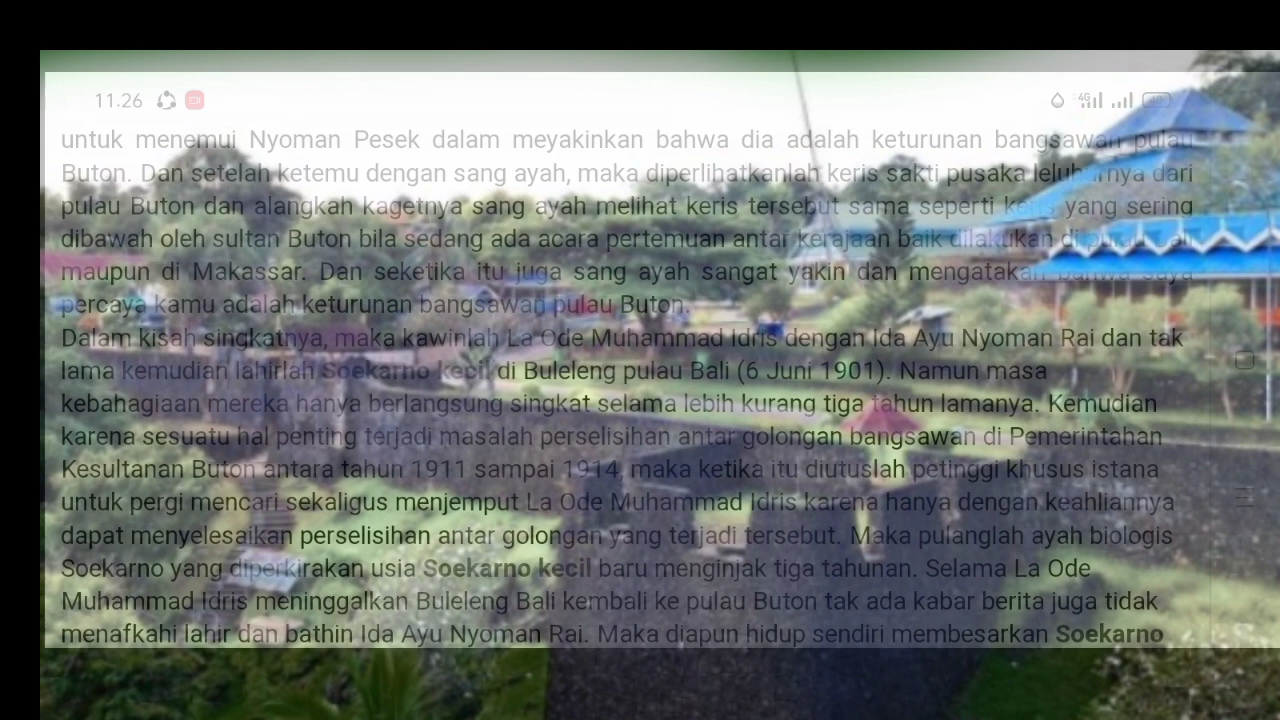 11.26
4G
untuk menemui Nyoman Pesek dalam meyakinkan bahwa dia adalah keturunan bangsawan pulau
Buton. Dan setelah ketemu dengan sang ayah, maka diperlihatkanlah keris sakti pusaka leluhurnya dari
pulau Buton dan alangkah kagetnya sang ayah melihat keris tersebut sama seperti keris yang sering
dibawah oleh sultan Buton bila sedang ada acara pertemuan antar kerajaan baik dilakukan di pulau Bali
maupun di Makassar. Dan seketika itu juga sang ayah sangat yakin dan mengatakan bahwa saya
percaya kamu adalah keturunan bangsawan pulau Buton.
Dalam kisah singkatnya, maka kawinlah La Ode Muhammad Idris dengan Ida Ayu Nyoman Rai dan tak
lama kemudian lahirlah Soekarno kecil di Buleleng pulau Bali (6 Juni 1901). Namun masa
kebahagiaan mereka hanya berlangsung singkat selama lebih kurang tiga tahun lamanya. Kemudian
karena sesuatu hal penting terjadi masalah perselisihan antar golongan bangsawan di Pemerintahan
Kesultanan Buton antara tahun 1911 sampai 1914, maka ketika itu diutuslah petinggi khusus istana
untuk pergi mencari sekaligus menjemput La Ode Muhammad Idris karena hanya dengan keahliannya
dapat menyelesaikan perselisihan antar golongan yang terjadi tersebut. Maka pulanglah ayah biologis
Soekarno yang diperkirakan usia Soekarno kecil baru menginjak tiga tahunan. Selama La Ode
Muhammad Idris meninggalkan Buleleng Bali kembali ke pulau Buton tak ada kabar berita juga tidak
menafkahi lahir dan bathin Ida Ayu Nyoman Rai. Maka diapun hidup sendiri membesarkan Soekarno